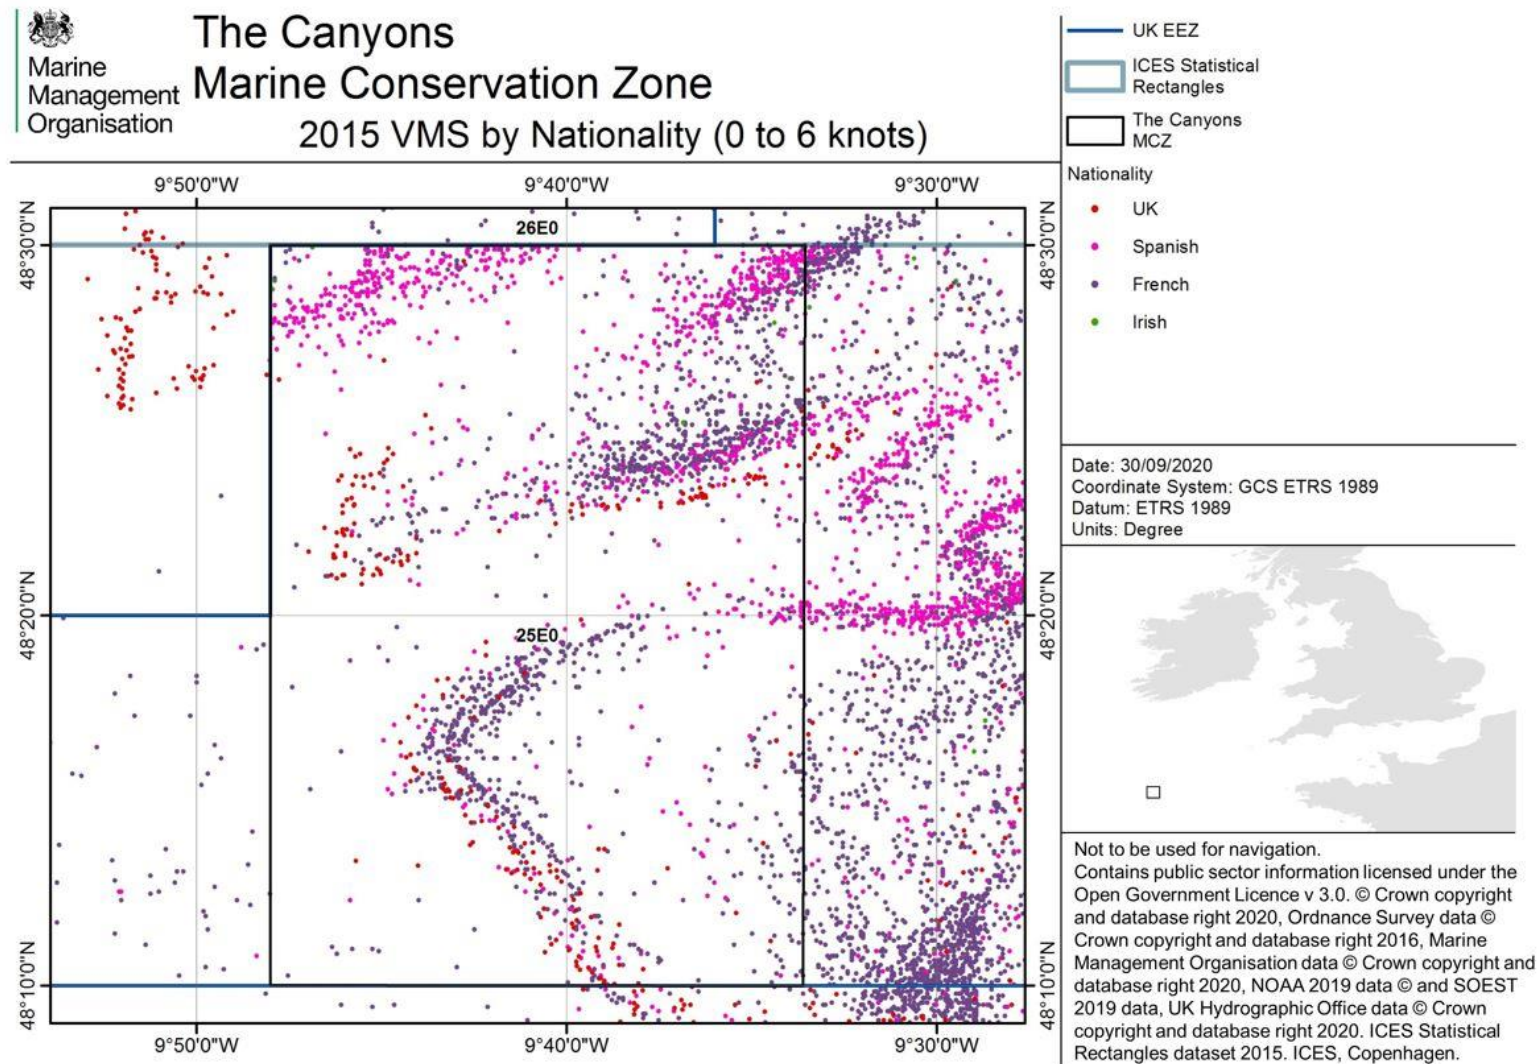 Marine
Management
Organisation
The Canyons
Marine Conservation Zone
2015 VMS by Nationality (0 to 6 knots)
9°50'0"W
9°40'0"W
9°30'0"W
48°30'0"N
48°20'0"N
48°10'0"N
26E0
25E0
48°30'0"N
48°20'0"N
48°10'0"N
9°50'0"W
9°40'0"W
9°30'0"W
UK EEZ
ICES Statistical
Rectangles
The Canyons
MCZ
Nationality
UK
Spanish
French
Irish
Date: 30/09/2020
Coordinate System: GCS ETRS 1989
Datum: ETRS 1989
Units: Degree
Not to be used for navigation.
Contains public sector information licensed under the
Open Government Licence v 3.0. © Crown copyright
and database right 2020, Ordnance Survey data ©
Crown copyright and database right 2016, Marine
Management Organisation data © Crown copyright and
database right 2020, NOAA 2019 data © and SOEST
2019 data, UK Hydrographic Office data © Crown
copyright and database right 2020. ICES Statistical
Rectangles dataset 2015. ICES, Copenhagen.